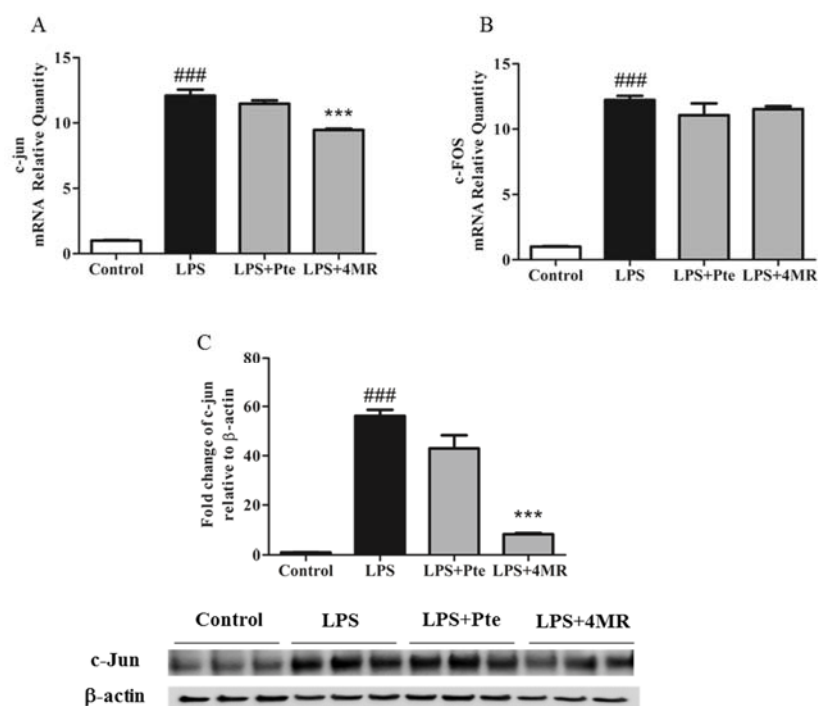 A
c-jun
mRNA Relative Quantity
15
10
5
0
###
***
Control LPS LPS+Pte LPS+4MR
B
c-FOS
mRNA Relative Quantity
15
10
5
0
###
Control LPS LPS+Pte LPS+4MR
C
Fold change of c-jun
relative to β-actin
80
60
40
20
0
###
***
Control LPS LPS+Pte LPS+4MR
Control LPS LPS+Pte LPS+4MR
c-Jun
β-actin